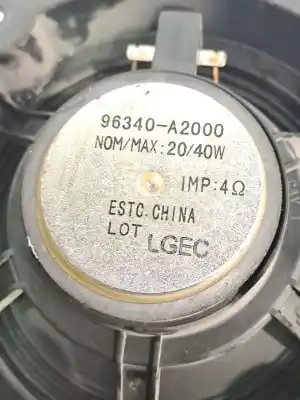 96340-A2000
NOM/MAX:20/40W
IMP:4Ω
ESTC.CHINA
LOT LGEC